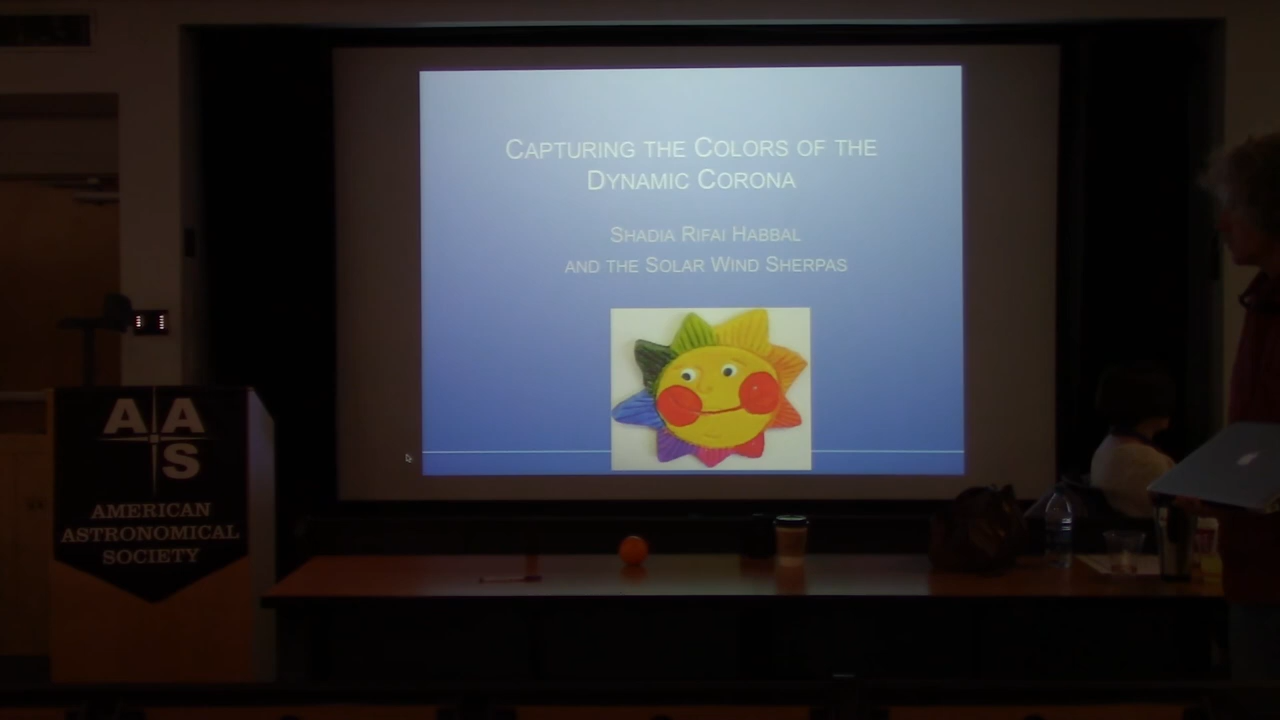 CAPTURING THE COLORS OF THE
DYNAMIC CORONA
SHADIA RIFAI HABBAL
AND THE SOLAR WIND SHERPAS
AAS
AMERICAN
ASTRONOMICAL
SOCIETY